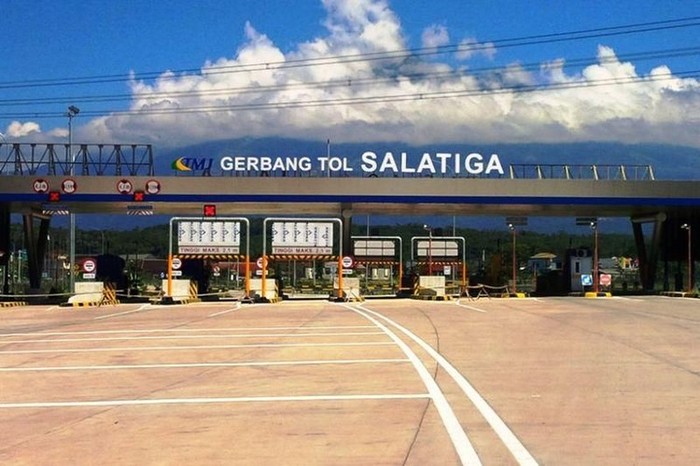 TMJ GERBANG TOL SALATIGA
TINGGI MAKS 2.1 m
TINGGI MAKS 2.1 m